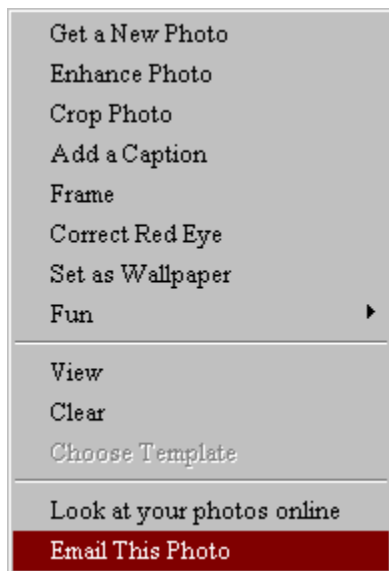 Get a New Photo
Enhance Photo
Crop Photo
Add a Caption
Frame
Correct Red Eye
Set as Wallpaper
Fun
View
Clear
Choose Template
Look at your photos online
Email This Photo